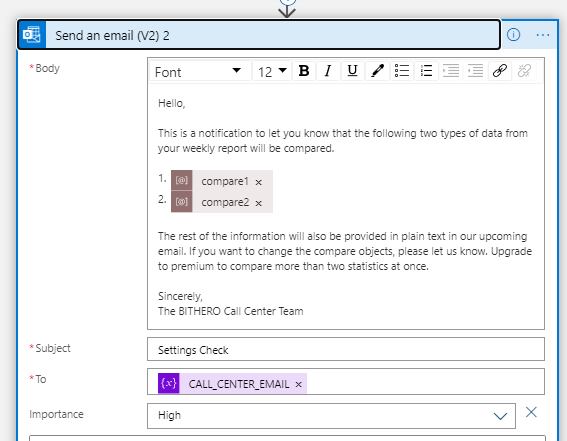 Send an email (V2) 2
* Body
Font 12 B I U
Hello,
This is a notification to let you know that the following two types of data from
your weekly report will be compared.
1. [@] compare1 ×
2. [@] compare2 ×
The rest of the information will also be provided in plain text in our upcoming
email. If you want to change the compare objects, please let us know. Upgrade
to premium to compare more than two statistics at once.
Sincerely,
The BITHERO Call Center Team
* Subject
Settings Check
* To
{x} CALL_CENTER_EMAIL ×
Importance
High